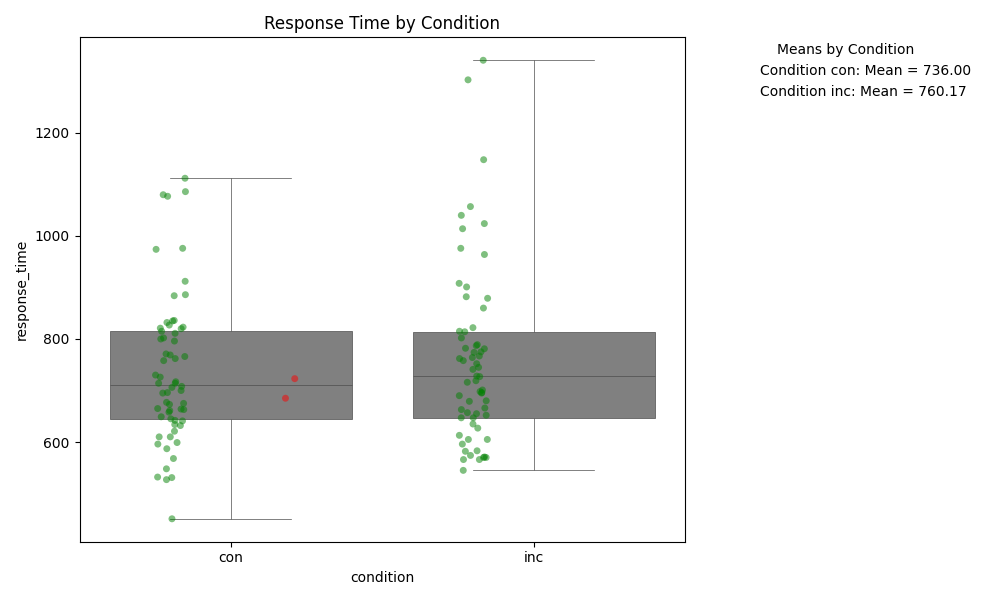 Response Time by Condition
Means by Condition
Condition con: Mean = 736.00
Condition inc: Mean = 760.17
response_time
1200
1000
800
600
con
inc
condition